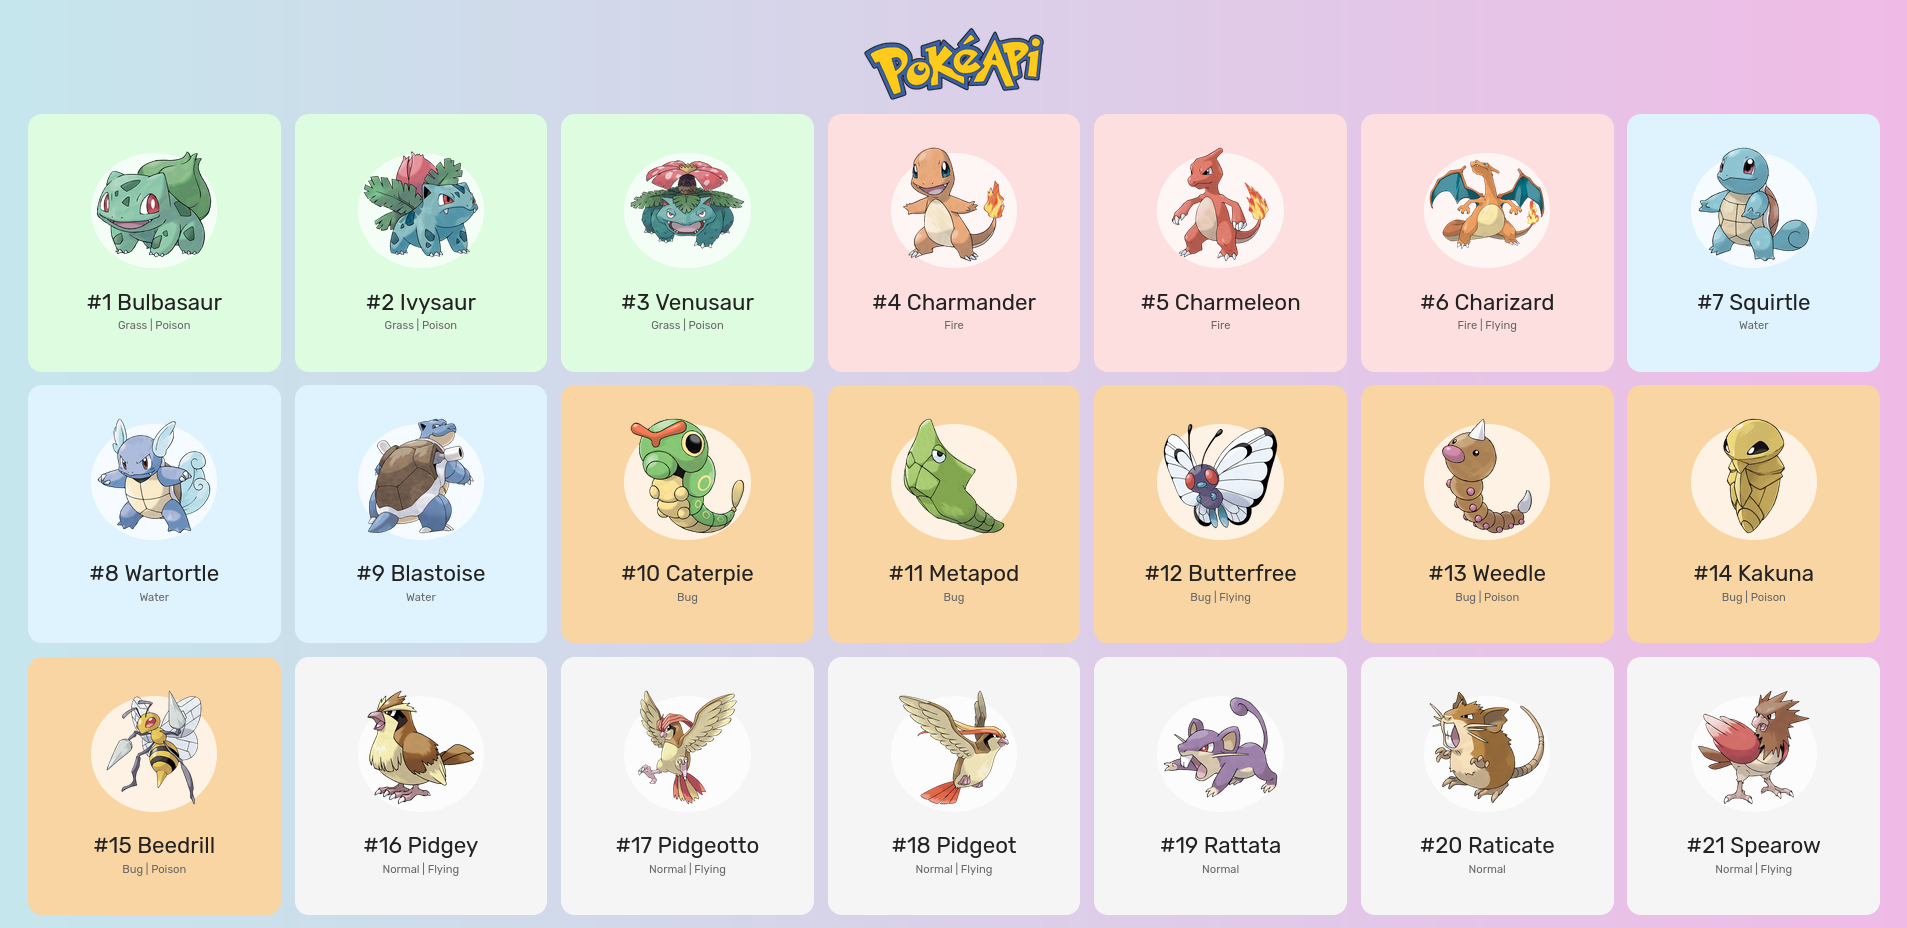 PokéApi
#1 Bulbasaur
Grass | Poison
#2 Ivysaur
Grass | Poison
#3 Venusaur
Grass | Poison
#4 Charmander
Fire
#5 Charmeleon
Fire
#6 Charizard
Fire | Flying
#7 Squirtle
Water
#8 Wartortle
Water
#9 Blastoise
Water
#10 Caterpie
Bug
#11 Metapod
Bug
#12 Butterfree
Bug | Flying
#13 Weedle
Bug | Poison
#14 Kakuna
Bug | Poison
#15 Beedrill
Bug | Poison
#16 Pidgey
Normal | Flying
#17 Pidgeotto
Normal | Flying
#18 Pidgeot
Normal | Flying
#19 Rattata
Normal
#20 Raticate
Normal
#21 Spearow
Normal | Flying